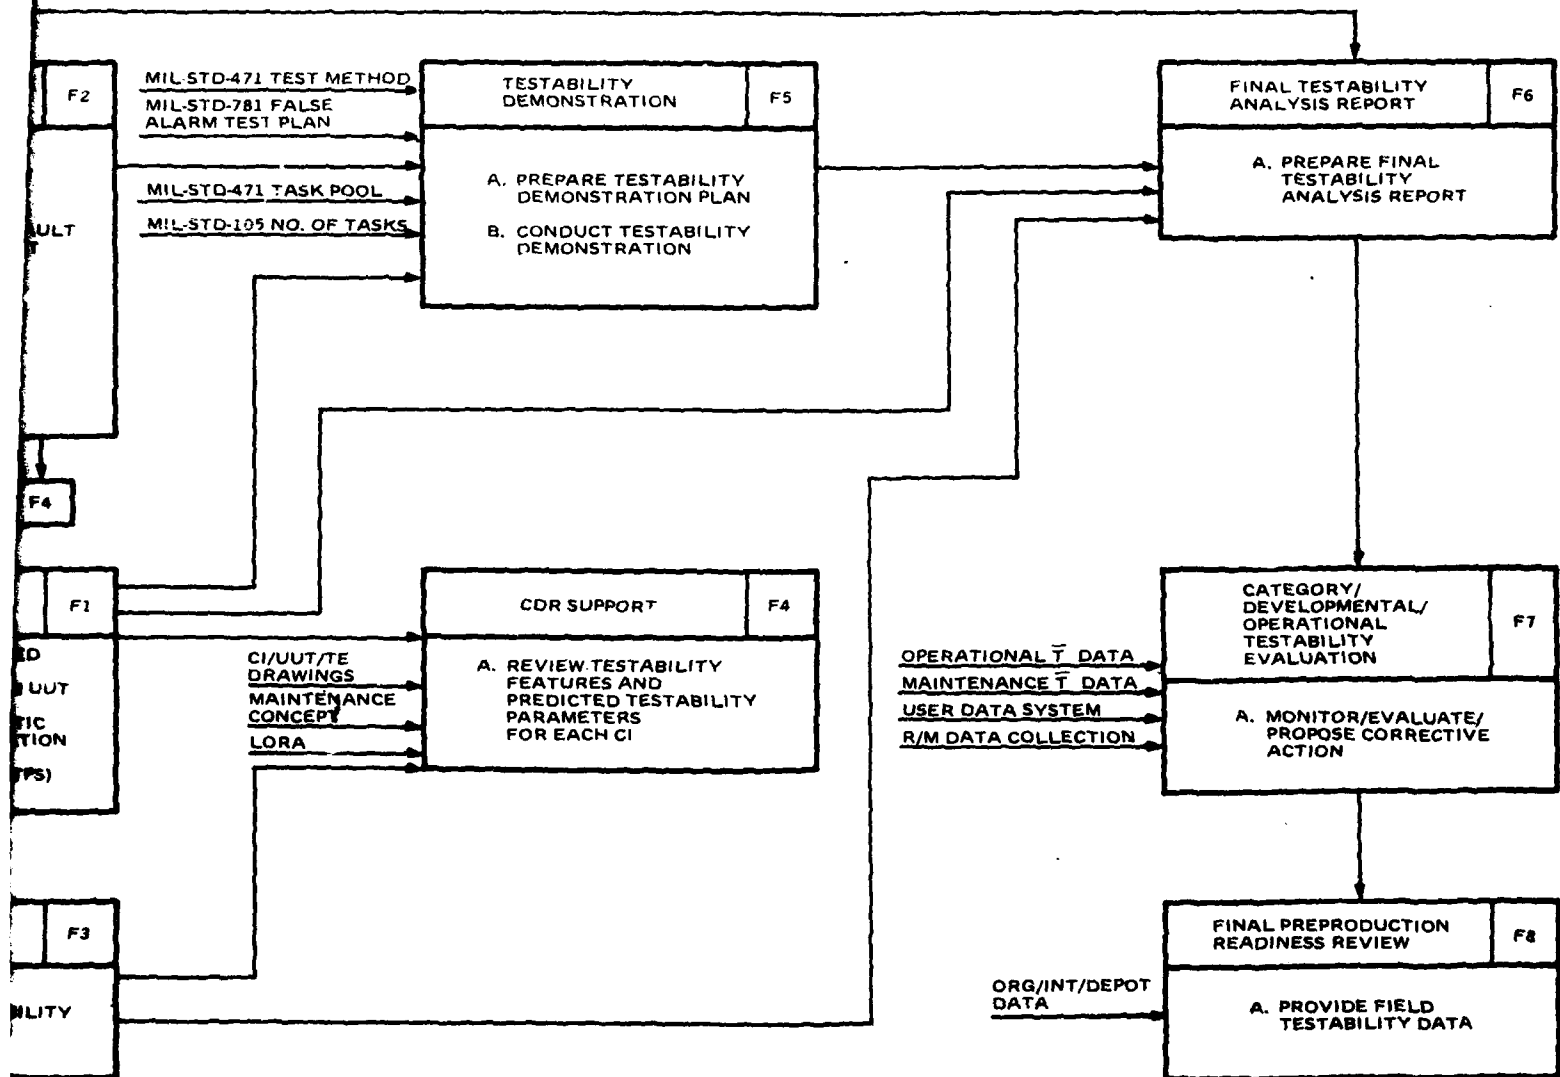 F2
AULT
T
F4
F1
ED
UUT
TIC
TION
TPS)
F3
BILITY
MIL-STD-471 TEST METHOD
MIL-STD-781 FALSE
ALARM TEST PLAN
MIL-STD-471 TASK POOL
MIL-STD-105 NO. OF TASKS
TESTABILITY
DEMONSTRATION
F5
A. PREPARE TESTABILITY
DEMONSTRATION PLAN
B. CONDUCT TESTABILITY
DEMONSTRATION
CI/UUT/TE
DRAWINGS
MAINTENANCE
CONCEPT
LORA
CDR SUPPORT
F4
A. REVIEW TESTABILITY
FEATURES AND
PREDICTED TESTABILITY
PARAMETERS
FOR EACH CI
FINAL TESTABILITY
ANALYSIS REPORT
F6
A. PREPARE FINAL
TESTABILITY
ANALYSIS REPORT
OPERATIONAL T̅ DATA
MAINTENANCE T̅ DATA
USER DATA SYSTEM
R/M DATA COLLECTION
CATEGORY/
DEVELOPMENTAL/
OPERATIONAL
TESTABILITY
EVALUATION
F7
A. MONITOR/EVALUATE/
PROPOSE CORRECTIVE
ACTION
ORG/INT/DEPOT
DATA
FINAL PREPRODUCTION
READINESS REVIEW
F8
A. PROVIDE FIELD
TESTABILITY DATA